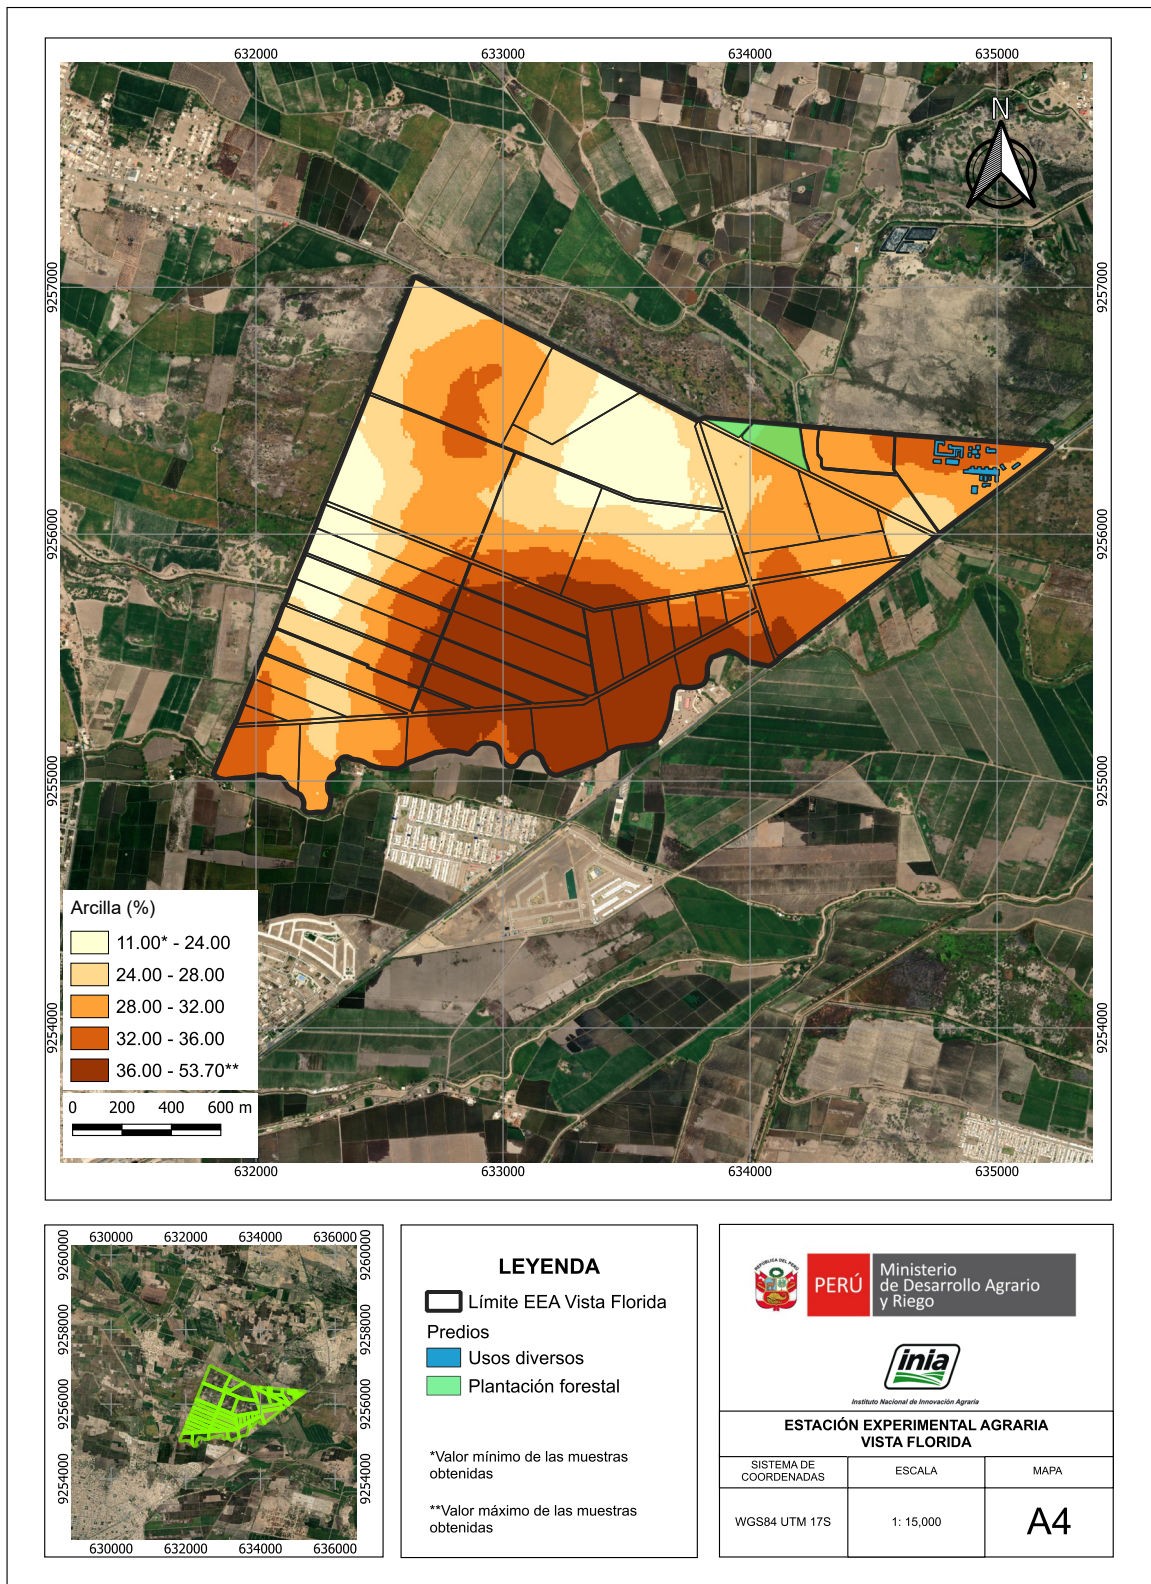 632000
633000
634000
635000
N
9257000
9257000
9256000
9256000
9255000
9255000
9254000
9254000
Arcilla (%)
11.00* - 24.00
24.00 - 28.00
28.00 - 32.00
32.00 - 36.00
36.00 - 53.70**
0 200 400 600 m
632000
633000
634000
635000
630000 632000 634000 636000
9260000
9260000
9258000
9258000
9256000
9256000
9254000
9254000
630000 632000 634000 636000
LEYENDA
Límite EEA Vista Florida
Predios
Usos diversos
Plantación forestal
*Valor mínimo de las muestras
obtenidas
**Valor máximo de las muestras
obtenidas
REPÚBLICA DEL PERÚ
PERÚ
Ministerio
de Desarrollo Agrario
y Riego
inia
Instituto Nacional de Innovación Agraria
ESTACIÓN EXPERIMENTAL AGRARIA
VISTA FLORIDA
SISTEMA DE
COORDENADAS
ESCALA
MAPA
WGS84 UTM 17S
1: 15,000
A4